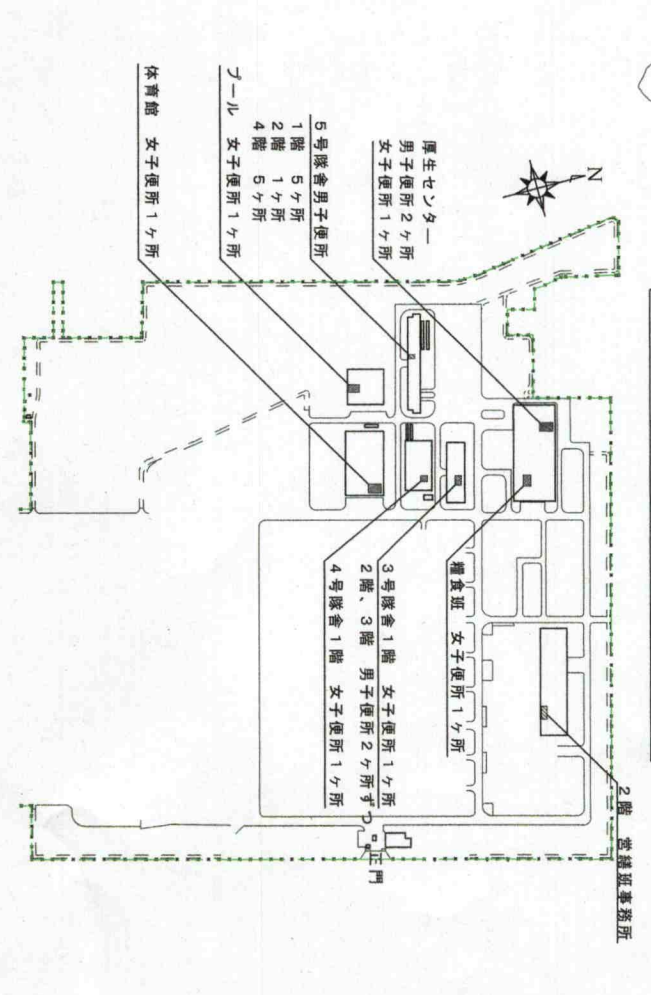 N
厚生センター
男子便所2ヶ所
女子便所1ヶ所
5号隊舎男子便所
1階 5ヶ所
2階 1ヶ所
4階 5ヶ所
プール 女子便所1ヶ所
体育館 女子便所1ヶ所
2階 営繕班事務所
糧食班 女子便所1ヶ所
3号隊舎1階 女子便所1ヶ所
2階、3階 男子便所2ヶ所ずつ
4号隊舎1階 女子便所1ヶ所
正門